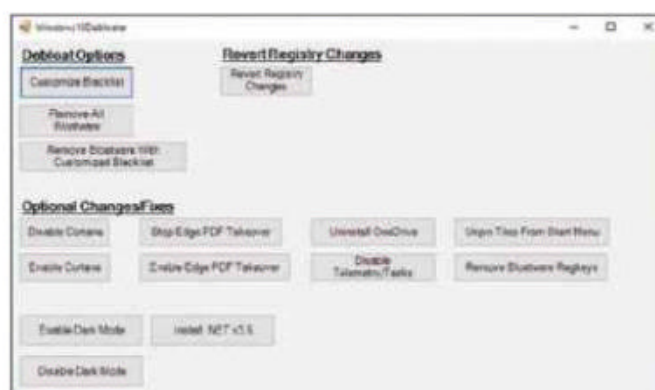 Windows10Debloater
Debloat Options
Revert Registry Changes
Customize Blacklist
Revert Registry
Changes
Remove All
Bloatware
Remove Bloatware With
Customized Blacklist
Optional Changes/Fixes
Disable Cortana
Stop Edge PDF Takeover
Uninstall OneDrive
Unpin Tiles From Start Menu
Enable Cortana
Enable Edge PDF Takeover
Disable
Telemetry/Tasks
Remove Bloatware Regkeys
Enable Dark Mode
Install .NET v3.5
Disable Dark Mode